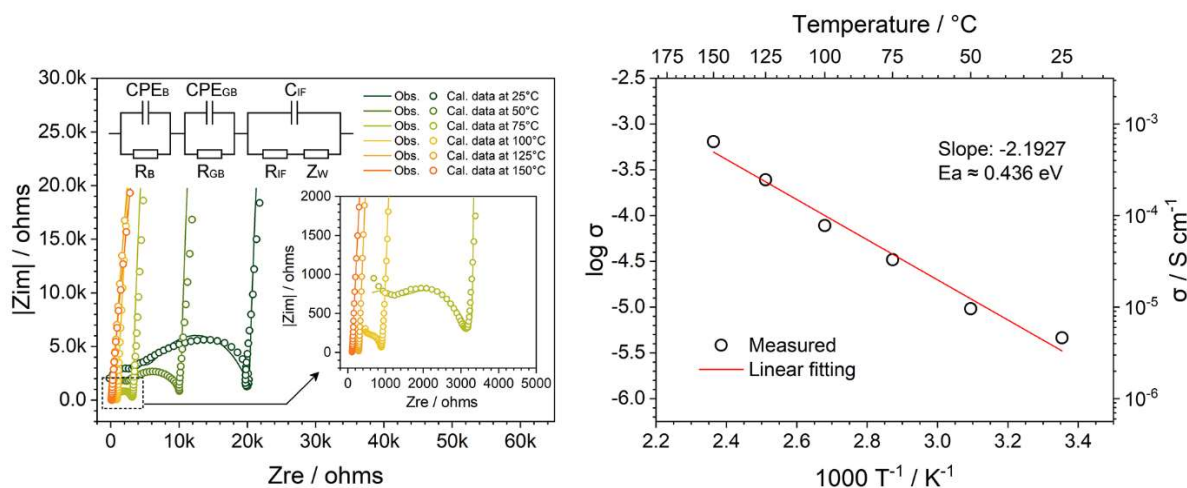 30.0k
25.0k
20.0k
15.0k
10.0k
5.0k
0.0
|Zim| / ohms
0
10k
20k
30k
40k
50k
60k
Zre / ohms
CPEB
CPEGB
CIF
RB
RGB
RIF
ZW
Obs. Cal. data at 25°C
Obs. Cal. data at 50°C
Obs. Cal. data at 75°C
Obs. Cal. data at 100°C
Obs. Cal. data at 125°C
Obs. Cal. data at 150°C
2000
1500
1000
500
0
|Zim| / ohms
0
1000
2000
3000
4000
5000
Zre / ohms
Temperature / °C
175
150
125
100
75
50
25
-2.5
-3.0
-3.5
-4.0
-4.5
-5.0
-5.5
-6.0
log σ
Slope: -2.1927
Ea ≈ 0.436 eV
Measured
Linear fitting
10⁻³
10⁻⁴
10⁻⁵
10⁻⁶
σ / S cm⁻¹
2.2
2.4
2.6
2.8
3.0
3.2
3.4
1000 T⁻¹ / K⁻¹